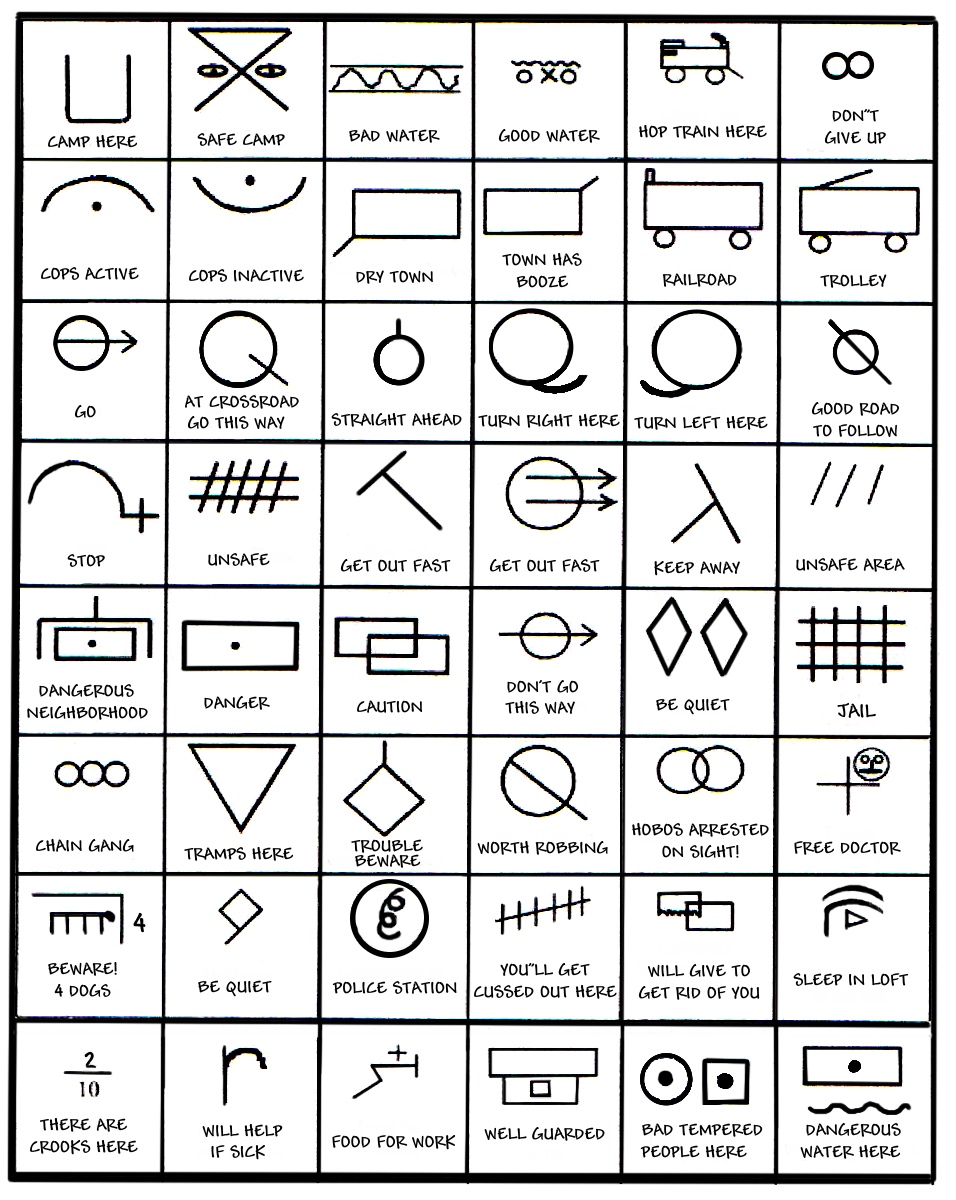 CAMP HERE
SAFE CAMP
BAD WATER
GOOD WATER
HOP TRAIN HERE
DON"T
GIVE UP
COPS ACTIVE
COPS INACTIVE
DRY TOWN
TOWN HAS
BOOZE
RAILROAD
TROLLEY
GO
AT CROSSROAD
GO THIS WAY
STRAIGHT AHEAD
TURN RIGHT HERE
TURN LEFT HERE
GOOD ROAD
TO FOLLOW
STOP
UNSAFE
GET OUT FAST
GET OUT FAST
KEEP AWAY
UNSAFE AREA
DANGEROUS
NEIGHBORHOOD
DANGER
CAUTION
DON'T GO
THIS WAY
BE QUIET
JAIL
CHAIN GANG
TRAMPS HERE
TROUBLE
BEWARE
WORTH ROBBING
HOBOS ARRESTED
ON SIGHT!
FREE DOCTOR
4
BEWARE!
4 DOGS
BE QUIET
POLICE STATION
YOU"LL GET
CUSSED OUT HERE
WILL GIVE TO
GET RID OF YOU
SLEEP IN LOFT
2
10
THERE ARE
CROOKS HERE
WILL HELP
IF SICK
FOOD FOR WORK
WELL GUARDED
BAD TEMPERED
PEOPLE HERE
DANGEROUS
WATER HERE